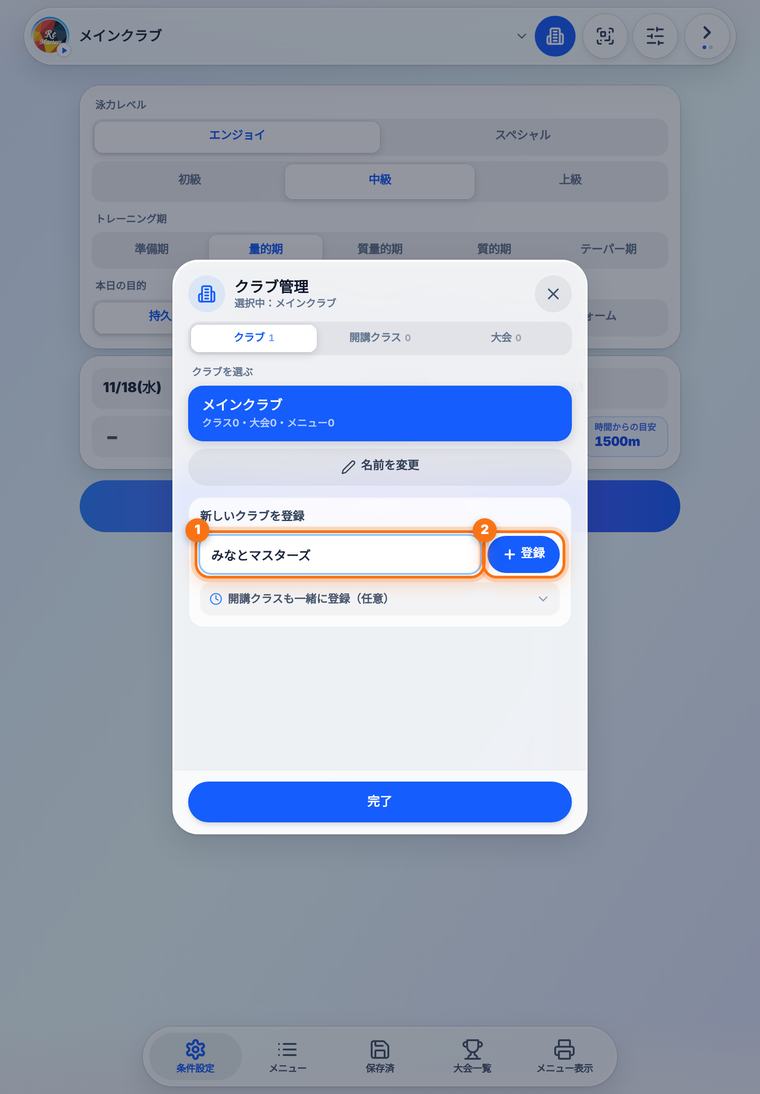 メインクラブ
泳力レベル
エンジョイ スペシャル
初級 中級 上級
トレーニング期
準備期 量的期 質量的期 質的期 テーパー期
本日の目的
持久
ォーム
クラブ管理
選択中：メインクラブ
クラブ 1 開講クラス 0 大会 0
クラブを選ぶ
11/18(水)
メインクラブ
クラス0・大会0・メニュー0
–
時間からの目安
1500m
名前を変更
新しいクラブを登録
1 2
みなとマスターズ
+ 登録
開講クラスも一緒に登録（任意）
完了
条件設定 メニュー 保存済 大会一覧 メニュー表示